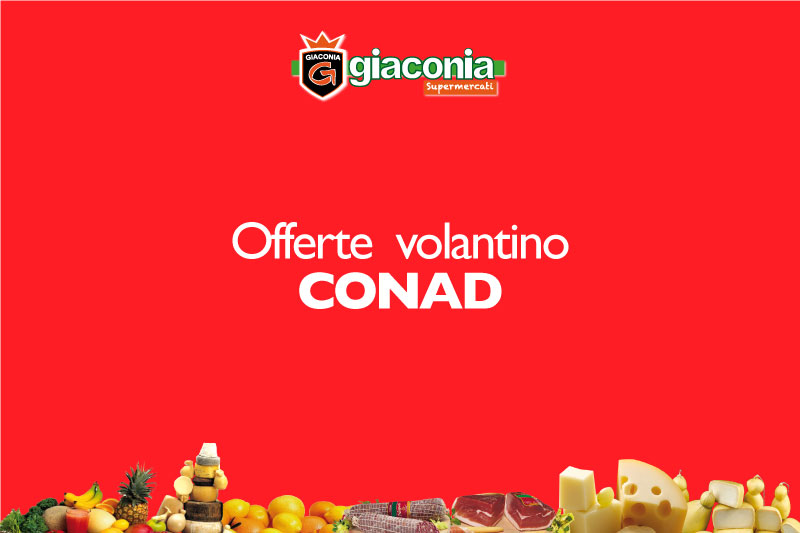 GIACONIA
G
giaconia
Supermercati
Offerte volantino
CONAD